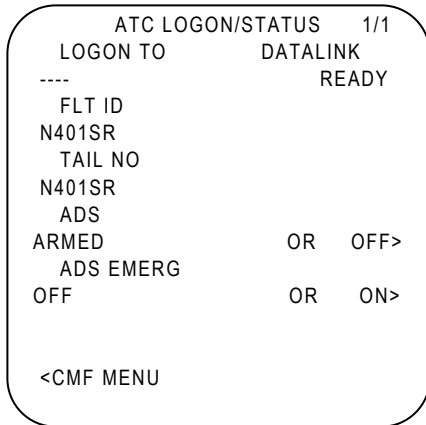 ATC LOGON/STATUS 1/1
LOGON TO DATALINK
---- READY
FLT ID
N401SR
TAIL NO
N401SR
ADS
ARMED OR OFF>
ADS EMERG
OFF OR ON>
<CMF MENU